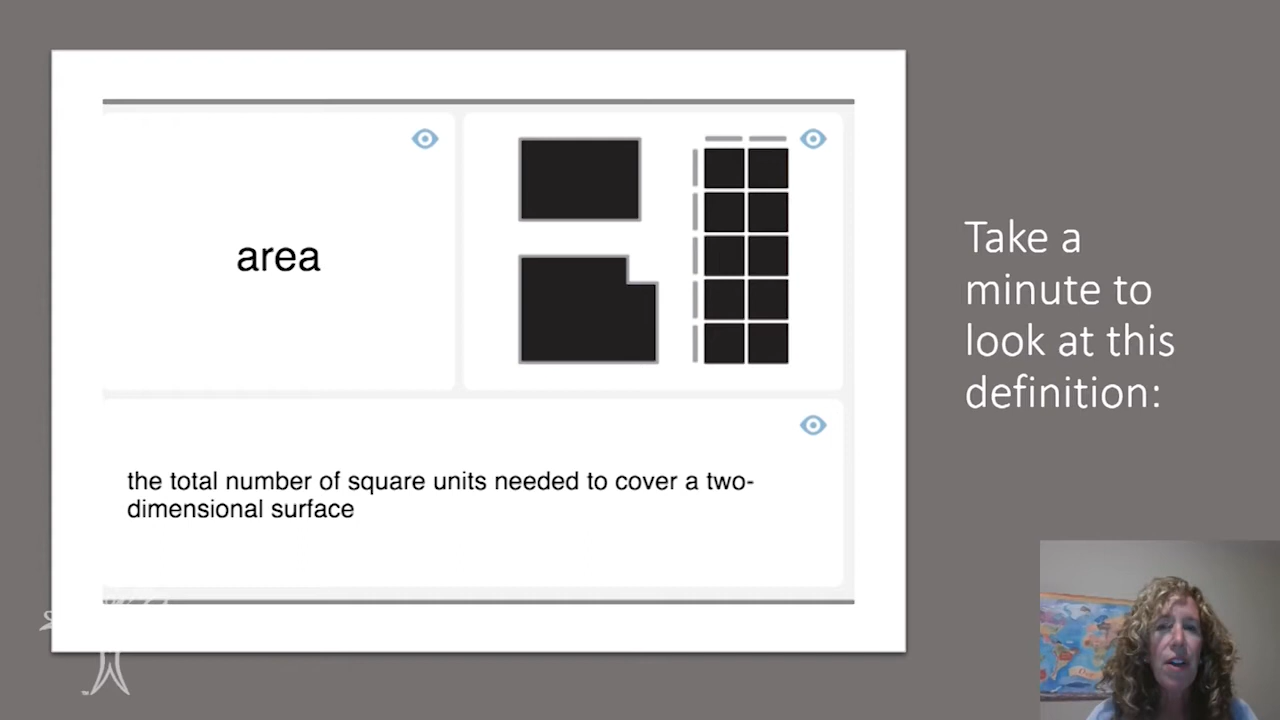 area
the total number of square units needed to cover a two-
dimensional surface
Take a
minute to
look at this
definition: